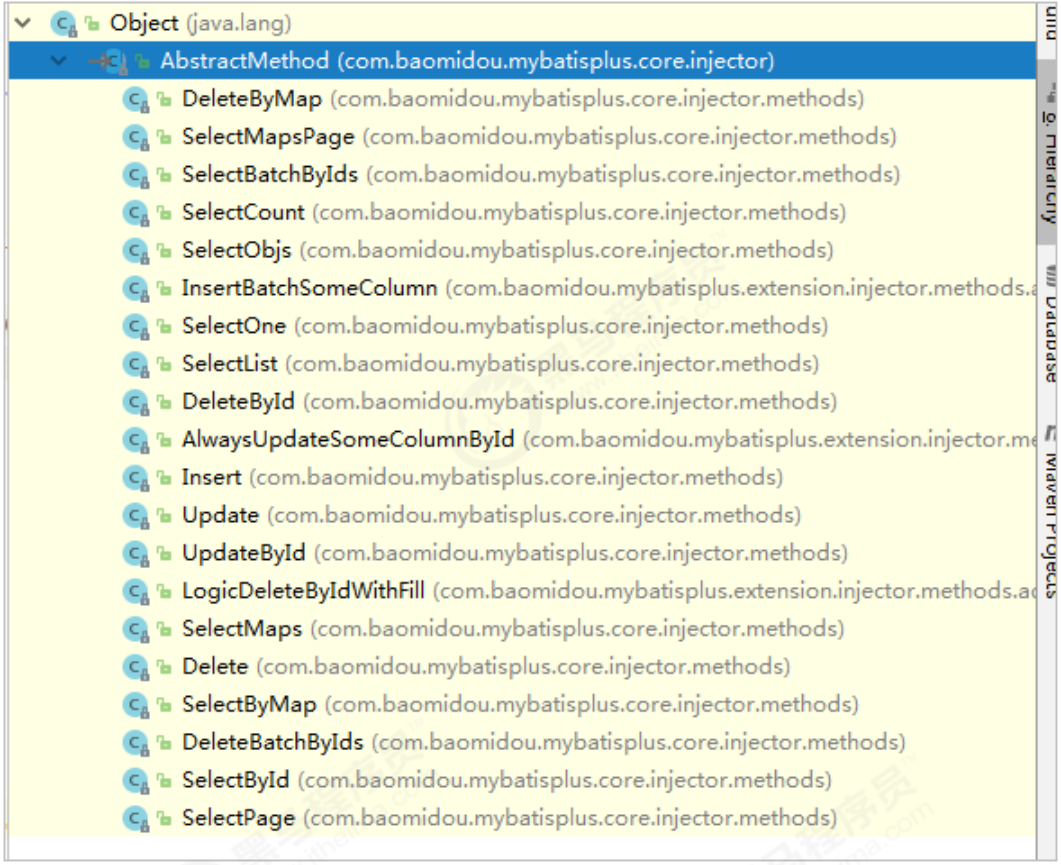 Object (java.lang)
AbstractMethod (com.baomidou.mybatisplus.core.injector)
DeleteByMap (com.baomidou.mybatisplus.core.injector.methods)
SelectMapsPage (com.baomidou.mybatisplus.core.injector.methods)
SelectBatchByIds (com.baomidou.mybatisplus.core.injector.methods)
SelectCount (com.baomidou.mybatisplus.core.injector.methods)
SelectObjs (com.baomidou.mybatisplus.core.injector.methods)
InsertBatchSomeColumn (com.baomidou.mybatisplus.extension.injector.methods.a
SelectOne (com.baomidou.mybatisplus.core.injector.methods)
SelectList (com.baomidou.mybatisplus.core.injector.methods)
DeleteById (com.baomidou.mybatisplus.core.injector.methods)
AlwaysUpdateSomeColumnById (com.baomidou.mybatisplus.extension.injector.me
Insert (com.baomidou.mybatisplus.core.injector.methods)
Update (com.baomidou.mybatisplus.core.injector.methods)
UpdateById (com.baomidou.mybatisplus.core.injector.methods)
LogicDeleteByIdWithFill (com.baomidou.mybatisplus.extension.injector.methods.ad
SelectMaps (com.baomidou.mybatisplus.core.injector.methods)
Delete (com.baomidou.mybatisplus.core.injector.methods)
SelectByMap (com.baomidou.mybatisplus.core.injector.methods)
DeleteBatchByIds (com.baomidou.mybatisplus.core.injector.methods)
SelectById (com.baomidou.mybatisplus.core.injector.methods)
SelectPage (com.baomidou.mybatisplus.core.injector.methods)
Hierarchy
Database
Maven Projects
黑马程序员